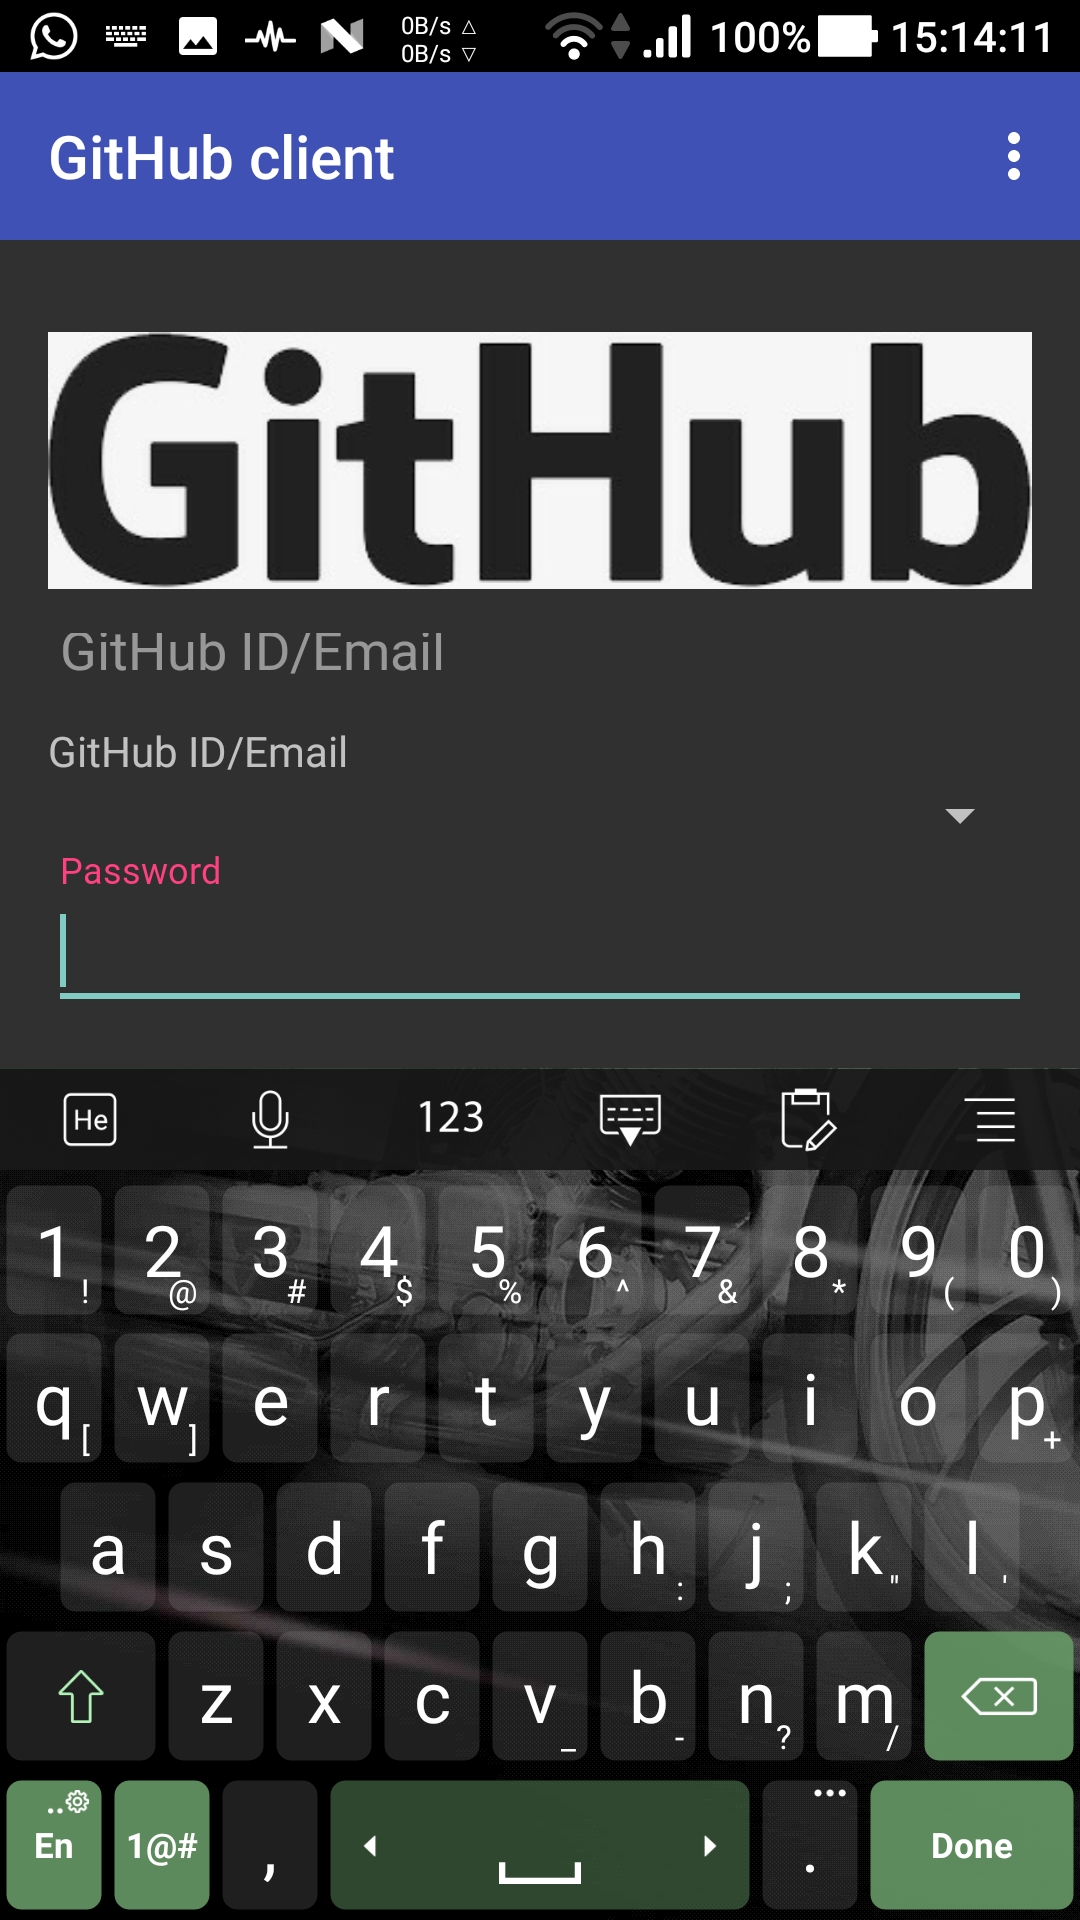 0B/s △
0B/s ▽
100%
15:14:11
GitHub client
GitHub
GitHub ID/Email
GitHub ID/Email
Password
He
123
1! 2@ 3# 4$ 5% 6^ 7& 8* 9( 0)
q[ w] e r t y u i o p+
a s d f g h: j; k" l'
z x c v_ b- n? m/
En 1@# , . Done